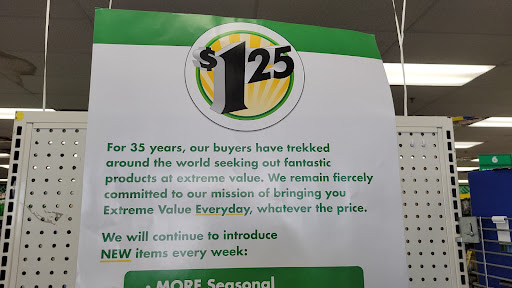 $1.25
For 35 years, our buyers have trekked
around the world seeking out fantastic
products at extreme value. We remain fiercely
committed to our mission of bringing you
Extreme Value Everyday, whatever the price.
We will continue to introduce
NEW items every week:
• MORE Seasonal
6